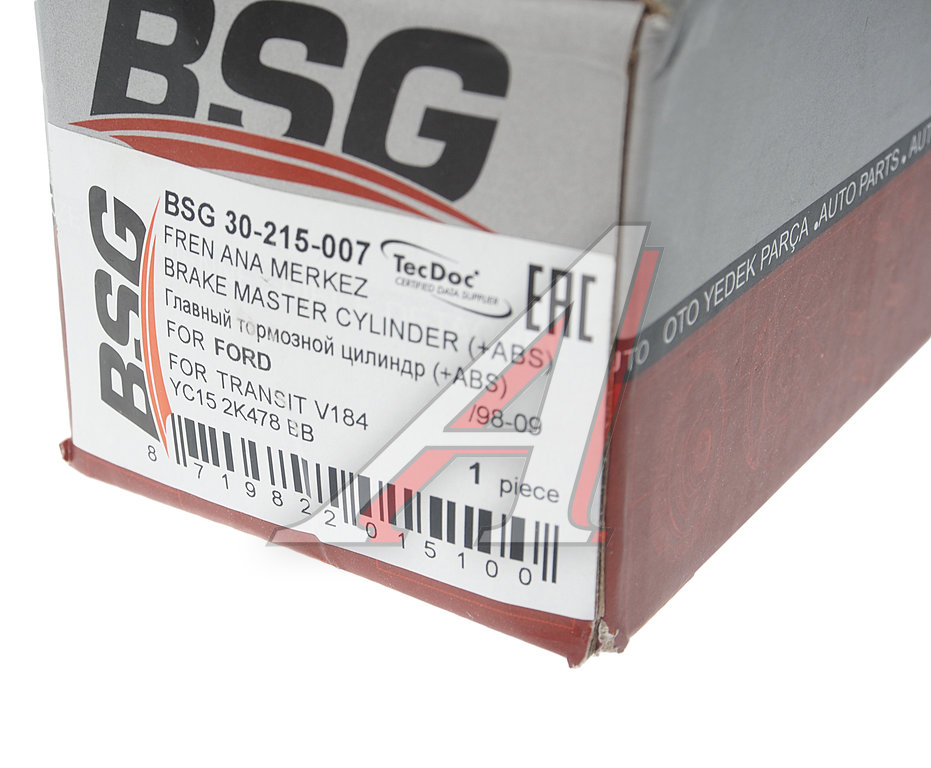 BSG
BSG
BSG 30-215-007
TecDoc
CERTIFIED DATA SUPPLIER
EAC
FREN ANA MERKEZ
BRAKE MASTER CYLINDER (+ABS)
Главный тормозной цилиндр (+ABS)
FOR FORD
FOR TRANSIT V184 /98-09
YC15 2K478 BB
1 piece
8 719822 015100
UTO OTO YEDEK PARÇA . AUTO PARTS . AUT